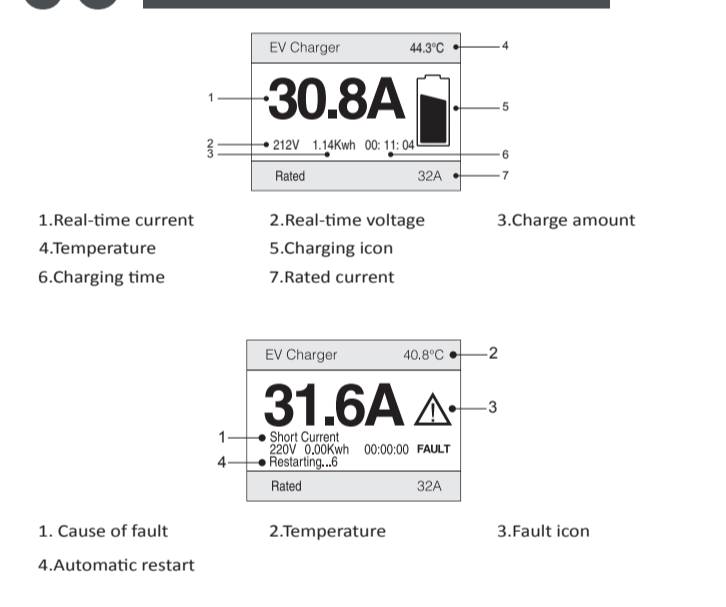 EV Charger 44.3°C 4
1 30.8A 5
2 212V 1.14Kwh 00: 11: 04
3 6
Rated 32A 7
1.Real-time current 2.Real-time voltage 3.Charge amount
4.Temperature 5.Charging icon
6.Charging time 7.Rated current
EV Charger 40.8°C 2
31.6A 3
1 Short Current
220V 0.00Kwh 00:00:00 FAULT
4 Restarting...6
Rated 32A
1. Cause of fault 2.Temperature 3.Fault icon
4.Automatic restart